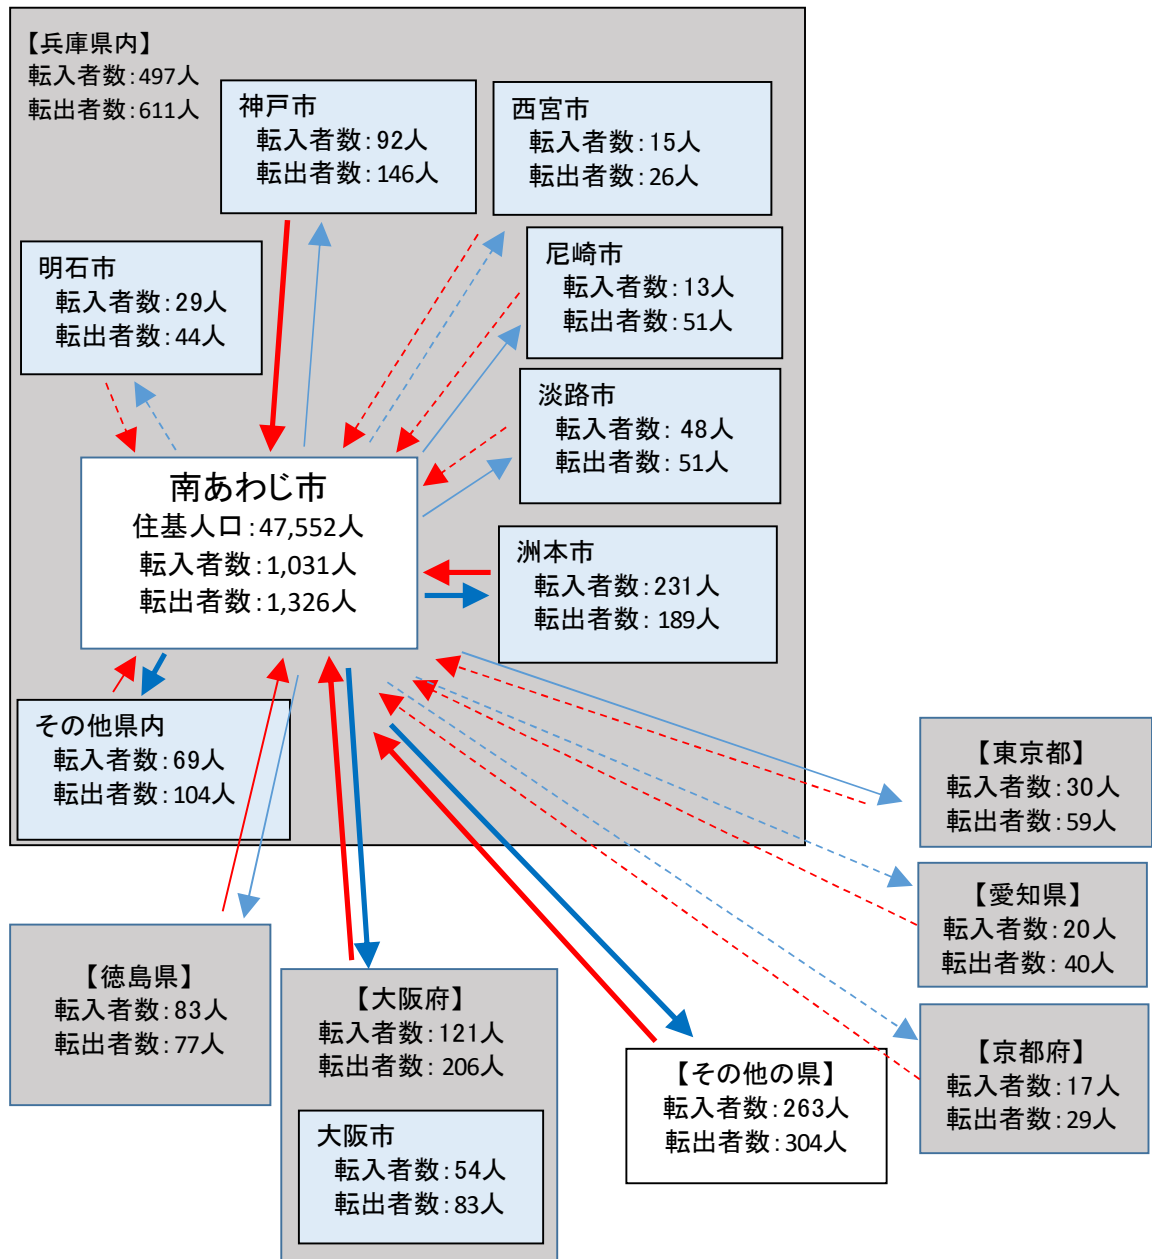 【兵庫県内】
転入者数：497人
転出者数：611人
神戸市
転入者数：92人
転出者数：146人
西宮市
転入者数：15人
転出者数：26人
明石市
転入者数：29人
転出者数：44人
尼崎市
転入者数：13人
転出者数：51人
淡路市
転入者数： 48人
転出者数：51人
南あわじ市
住基人口：47,552人
転入者数：1,031人
転出者数：1,326人
洲本市
転入者数：231人
転出者数： 189人
その他県内
転入者数：69人
転出者数：104人
【東京都】
転入者数：30人
転出者数：59人
【愛知県】
転入者数：20人
転出者数：40人
【徳島県】
転入者数：83人
転出者数：77人
【大阪府】
転入者数：121人
転出者数： 206人
大阪市
転入者数：54人
転出者数：83人
【その他の県】
転入者数：263人
転出者数：304人
【京都府】
転入者数：17人
転出者数：29人